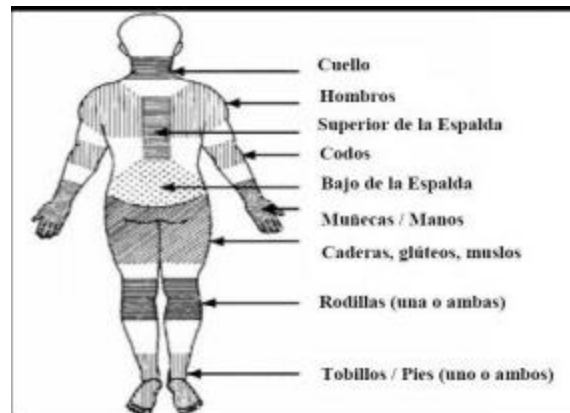 Cuello
Hombros
Superior de la Espalda
Codos
Bajo de la Espalda
Muñecas / Manos
Caderas, glúteos, muslos
Rodillas (una o ambas)
Tobillos / Pies (uno o ambos)